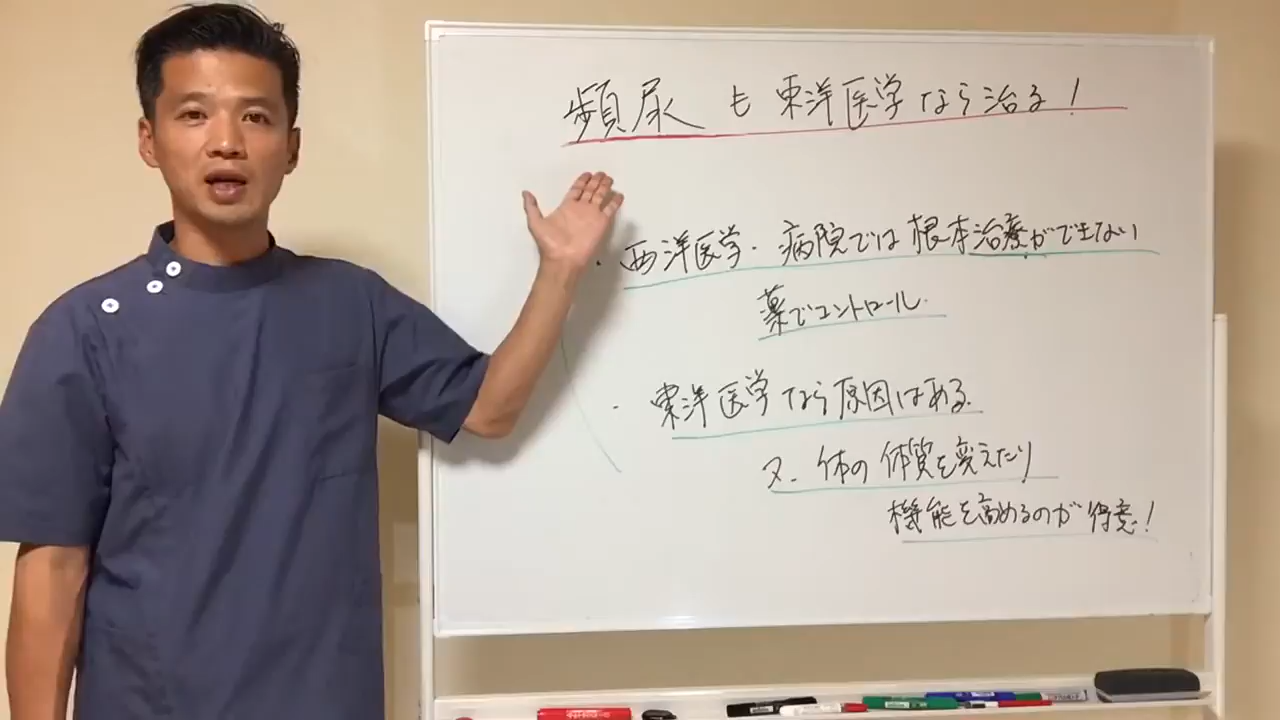 頻尿も東洋医学なら治る!
・西洋医学・病院では根本治療ができない
薬でコントロール.
・東洋医学なら原因はある.
又、体の体質を変えたり
機能を高めるのが得意!